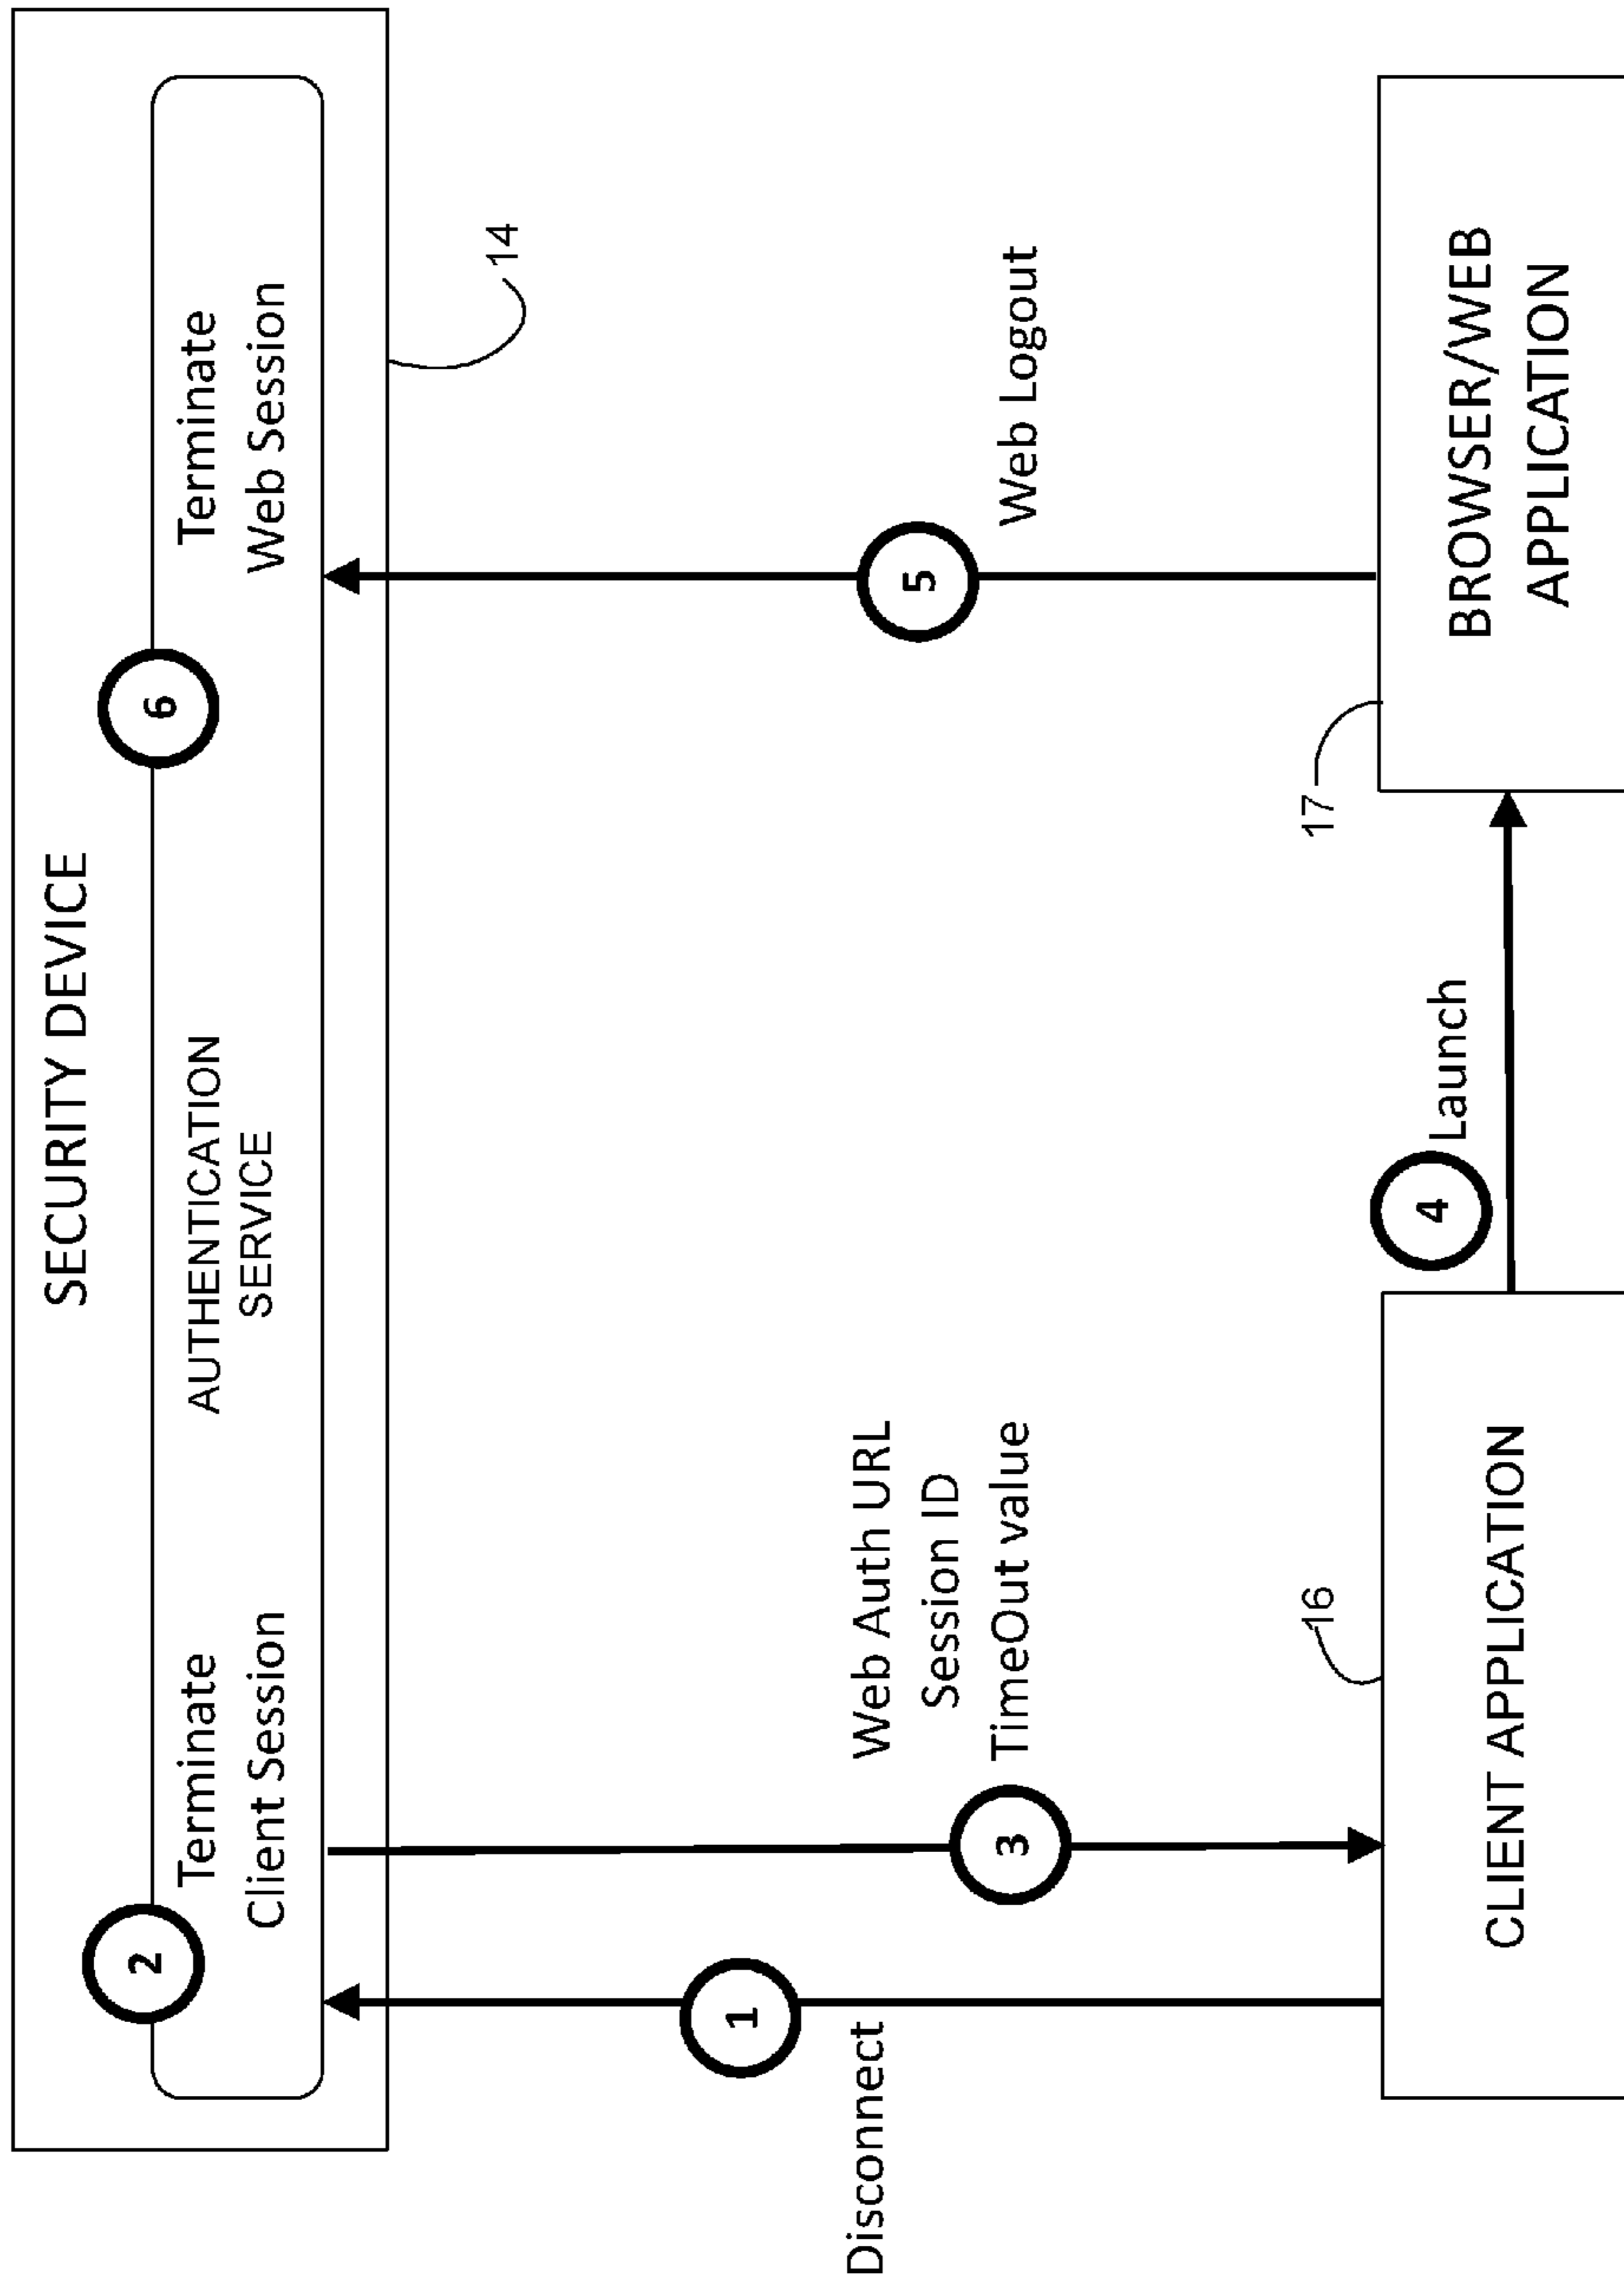 SECURITY DEVICE
2
6
Terminate
Client Session
AUTHENTICATION
SERVICE
Terminate
Web Session
14
1
Disconnect
3
Web Auth URL
Session ID
TimeOut value
5
Web Logout
16
17
4
Launch
CLIENT APPLICATION
BROWSER/WEB
APPLICATION